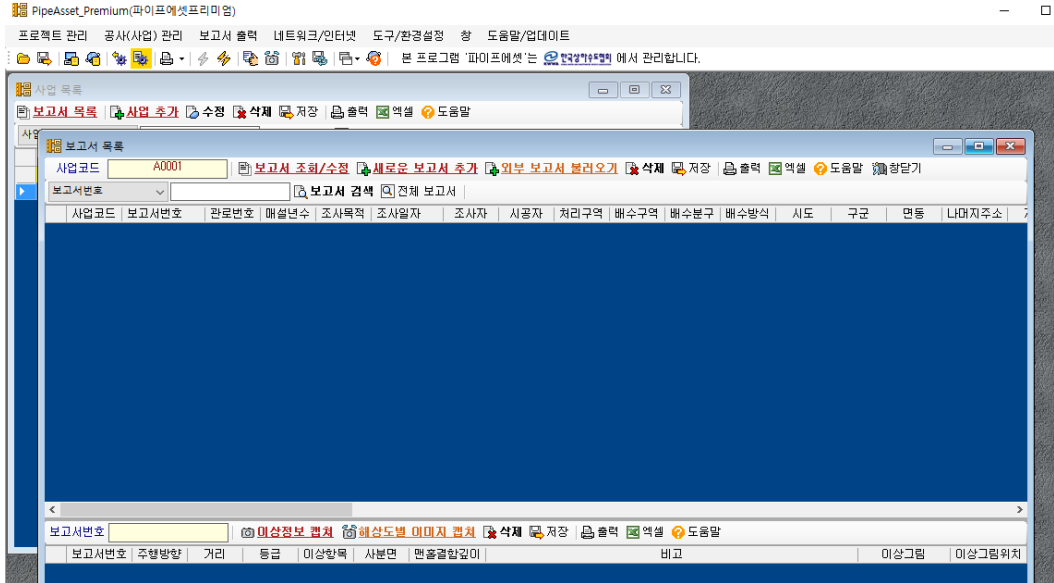 PipeAsset_Premium(파이프에셋프리미엄)
프로젝트 관리 공사(사업) 관리 보고서 출력 네트워크/인터넷 도구/환경설정 창 도움말/업데이트
본 프로그램 '파이프에셋'는 한국상하수도협회 에서 관리합니다.
사업 목록
보고서 목록 사업 추가 수정 삭제 저장 출력 엑셀 도움말
사업
보고서 목록
사업코드 A0001 보고서 조회/수정 새로운 보고서 추가 외부 보고서 불러오기 삭제 저장 출력 엑셀 도움말 창닫기
보고서번호 보고서 검색 전체 보고서
사업코드 보고서번호 관로번호 매설년수 조사목적 조사일자 조사자 시공자 처리구역 배수구역 배수분구 배수방식 시도 구군 면동 나머지주소
보고서번호 이상정보 캡쳐 해상도별 이미지 캡쳐 삭제 저장 출력 엑셀 도움말
보고서번호 주행방향 거리 등급 이상항목 사분면 맨홀결합깊이 비고 이상그림 이상그림위치